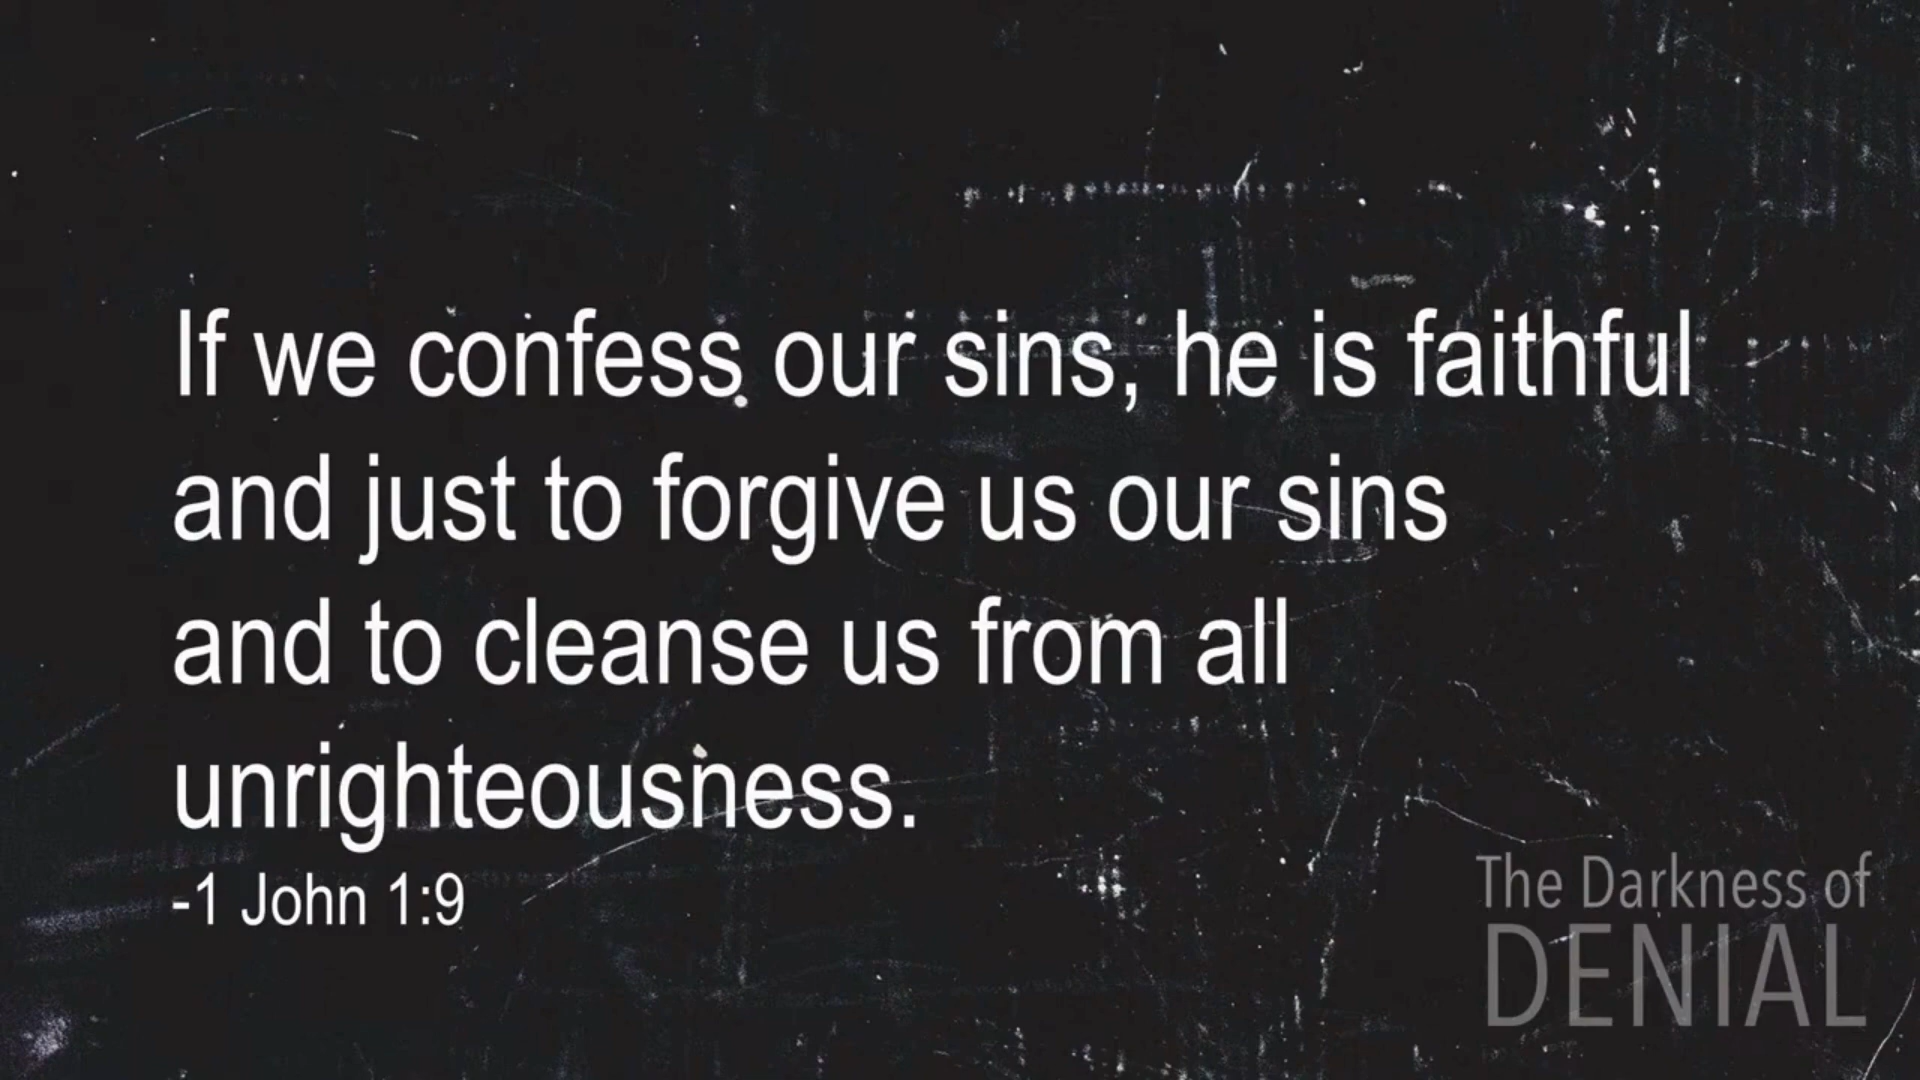 If we confess our sins, he is faithful
and just to forgive us our sins
and to cleanse us from all
unrighteousness.
-1 John 1:9
The Darkness of
DENIAL